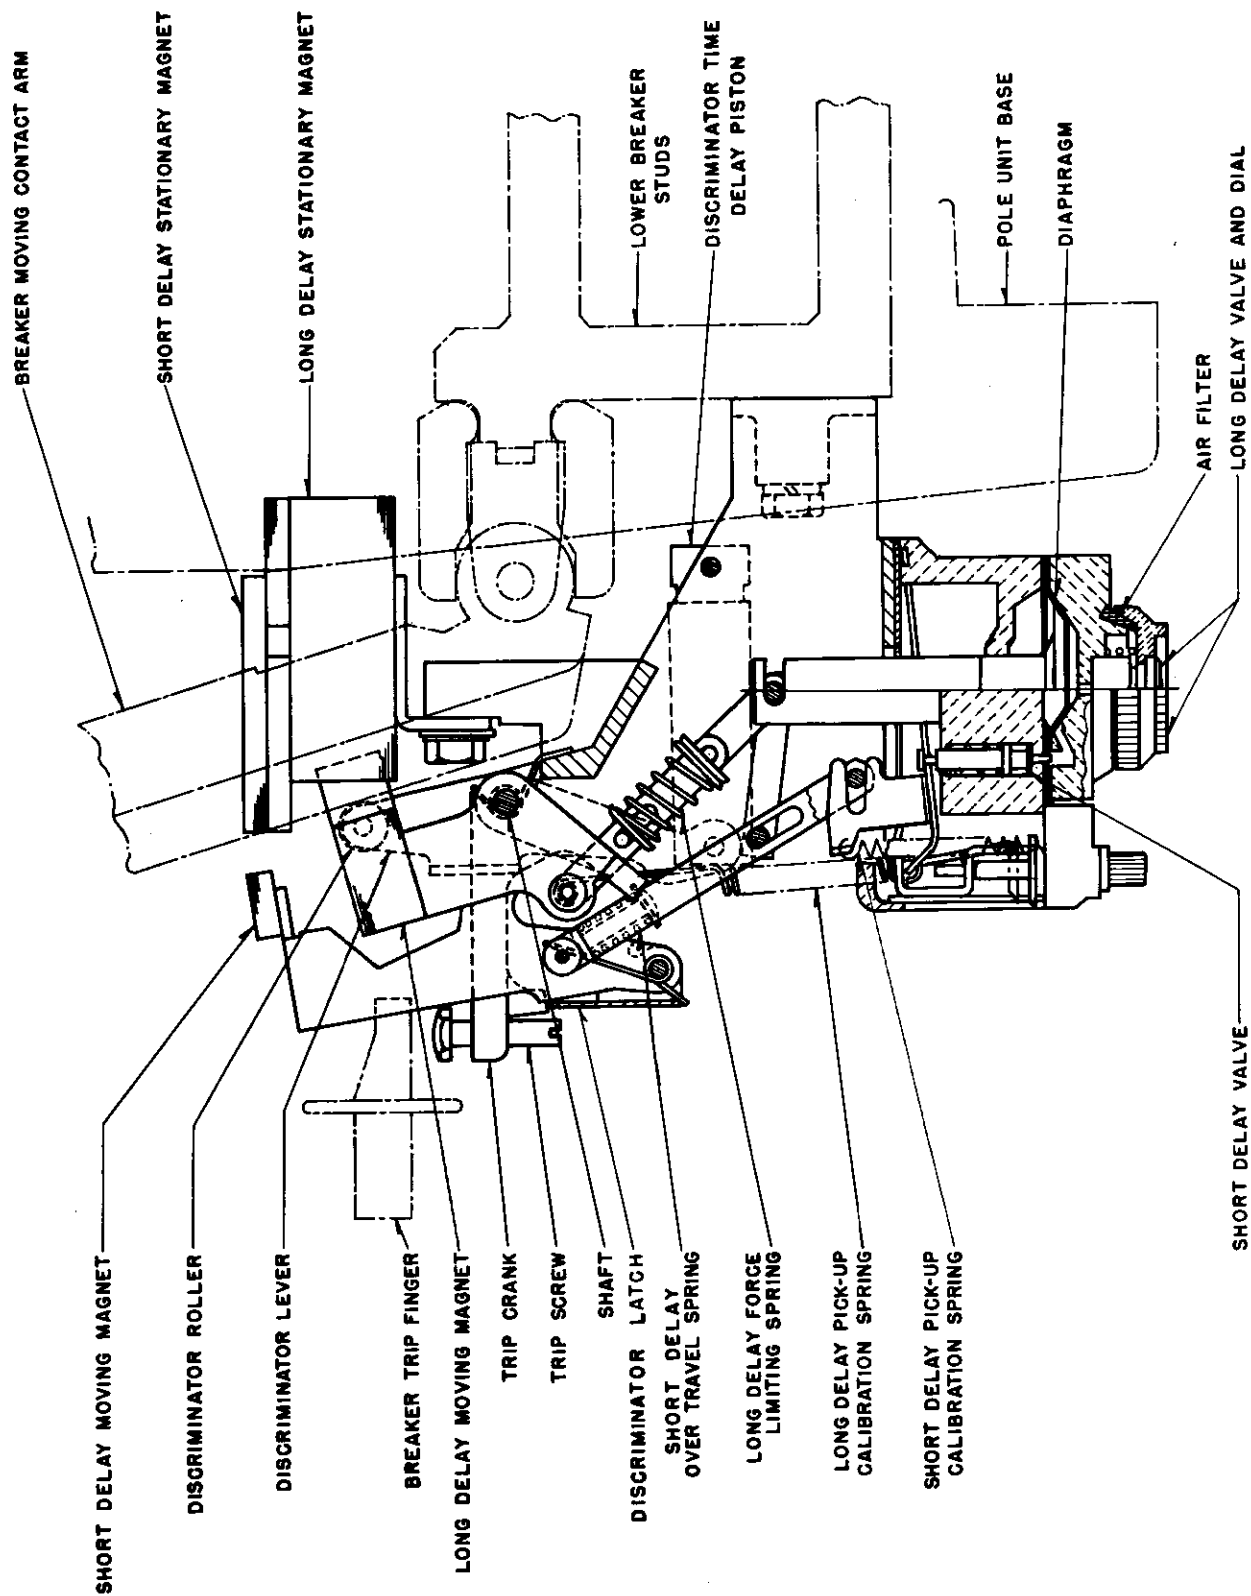 BREAKER MOVING CONTACT ARM
SHORT DELAY STATIONARY MAGNET
LONG DELAY STATIONARY MAGNET
LOWER BREAKER
STUDS
DISCRIMINATOR TIME
DELAY PISTON
POLE UNIT BASE
DIAPHRAGM
AIR FILTER
LONG DELAY VALVE AND DIAL
SHORT DELAY MOVING MAGNET
DISCRIMINATOR ROLLER
DISCRIMINATOR LEVER
BREAKER TRIP FINGER
LONG DELAY MOVING MAGNET
TRIP CRANK
TRIP SCREW
SHAFT
DISCRIMINATOR LATCH
SHORT DELAY
OVER TRAVEL SPRING
LONG DELAY FORCE
LIMITING SPRING
LONG DELAY PICK-UP
CALIBRATION SPRING
SHORT DELAY PICK-UP
CALIBRATION SPRING
SHORT DELAY VALVE